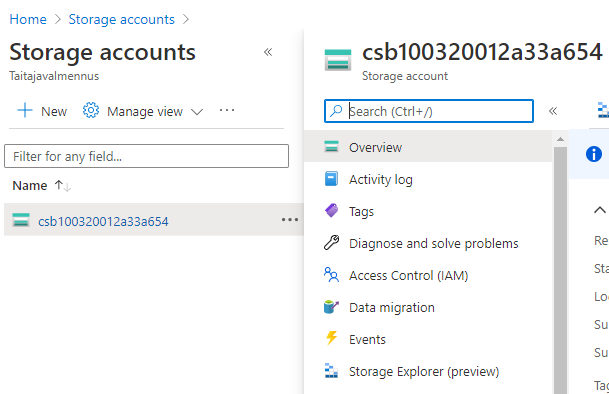 Home > Storage accounts >
Storage accounts
Taitajavalmennus
+ New Manage view ...
Filter for any field...
Name
csb100320012a33a654
csb100320012a33a654
Storage account
Search (Ctrl+/)
Overview
Activity log
Tags
Diagnose and solve problems
Access Control (IAM)
Data migration
Events
Storage Explorer (preview)
Re
Sta
Lo
Su
Su
Tag